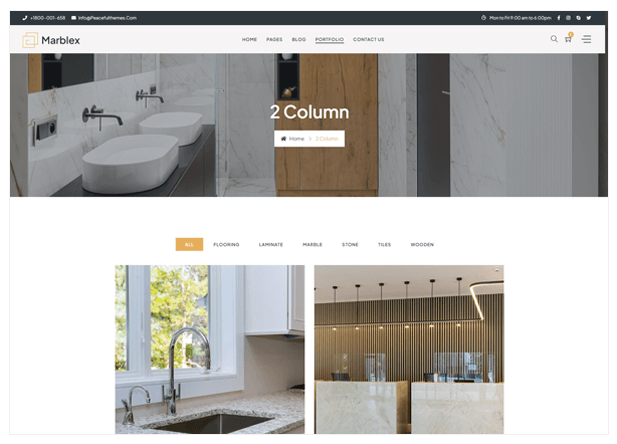 +1800-001-658 Info@Peacefulthemes.Com Mon to Fri 9:00 am to 6:00pm
Marblex HOME PAGES BLOG PORTFOLIO CONTACT US
2 Column
Home 2 Column
ALL FLOORING LAMINATE MARBLE STONE TILES WOODEN